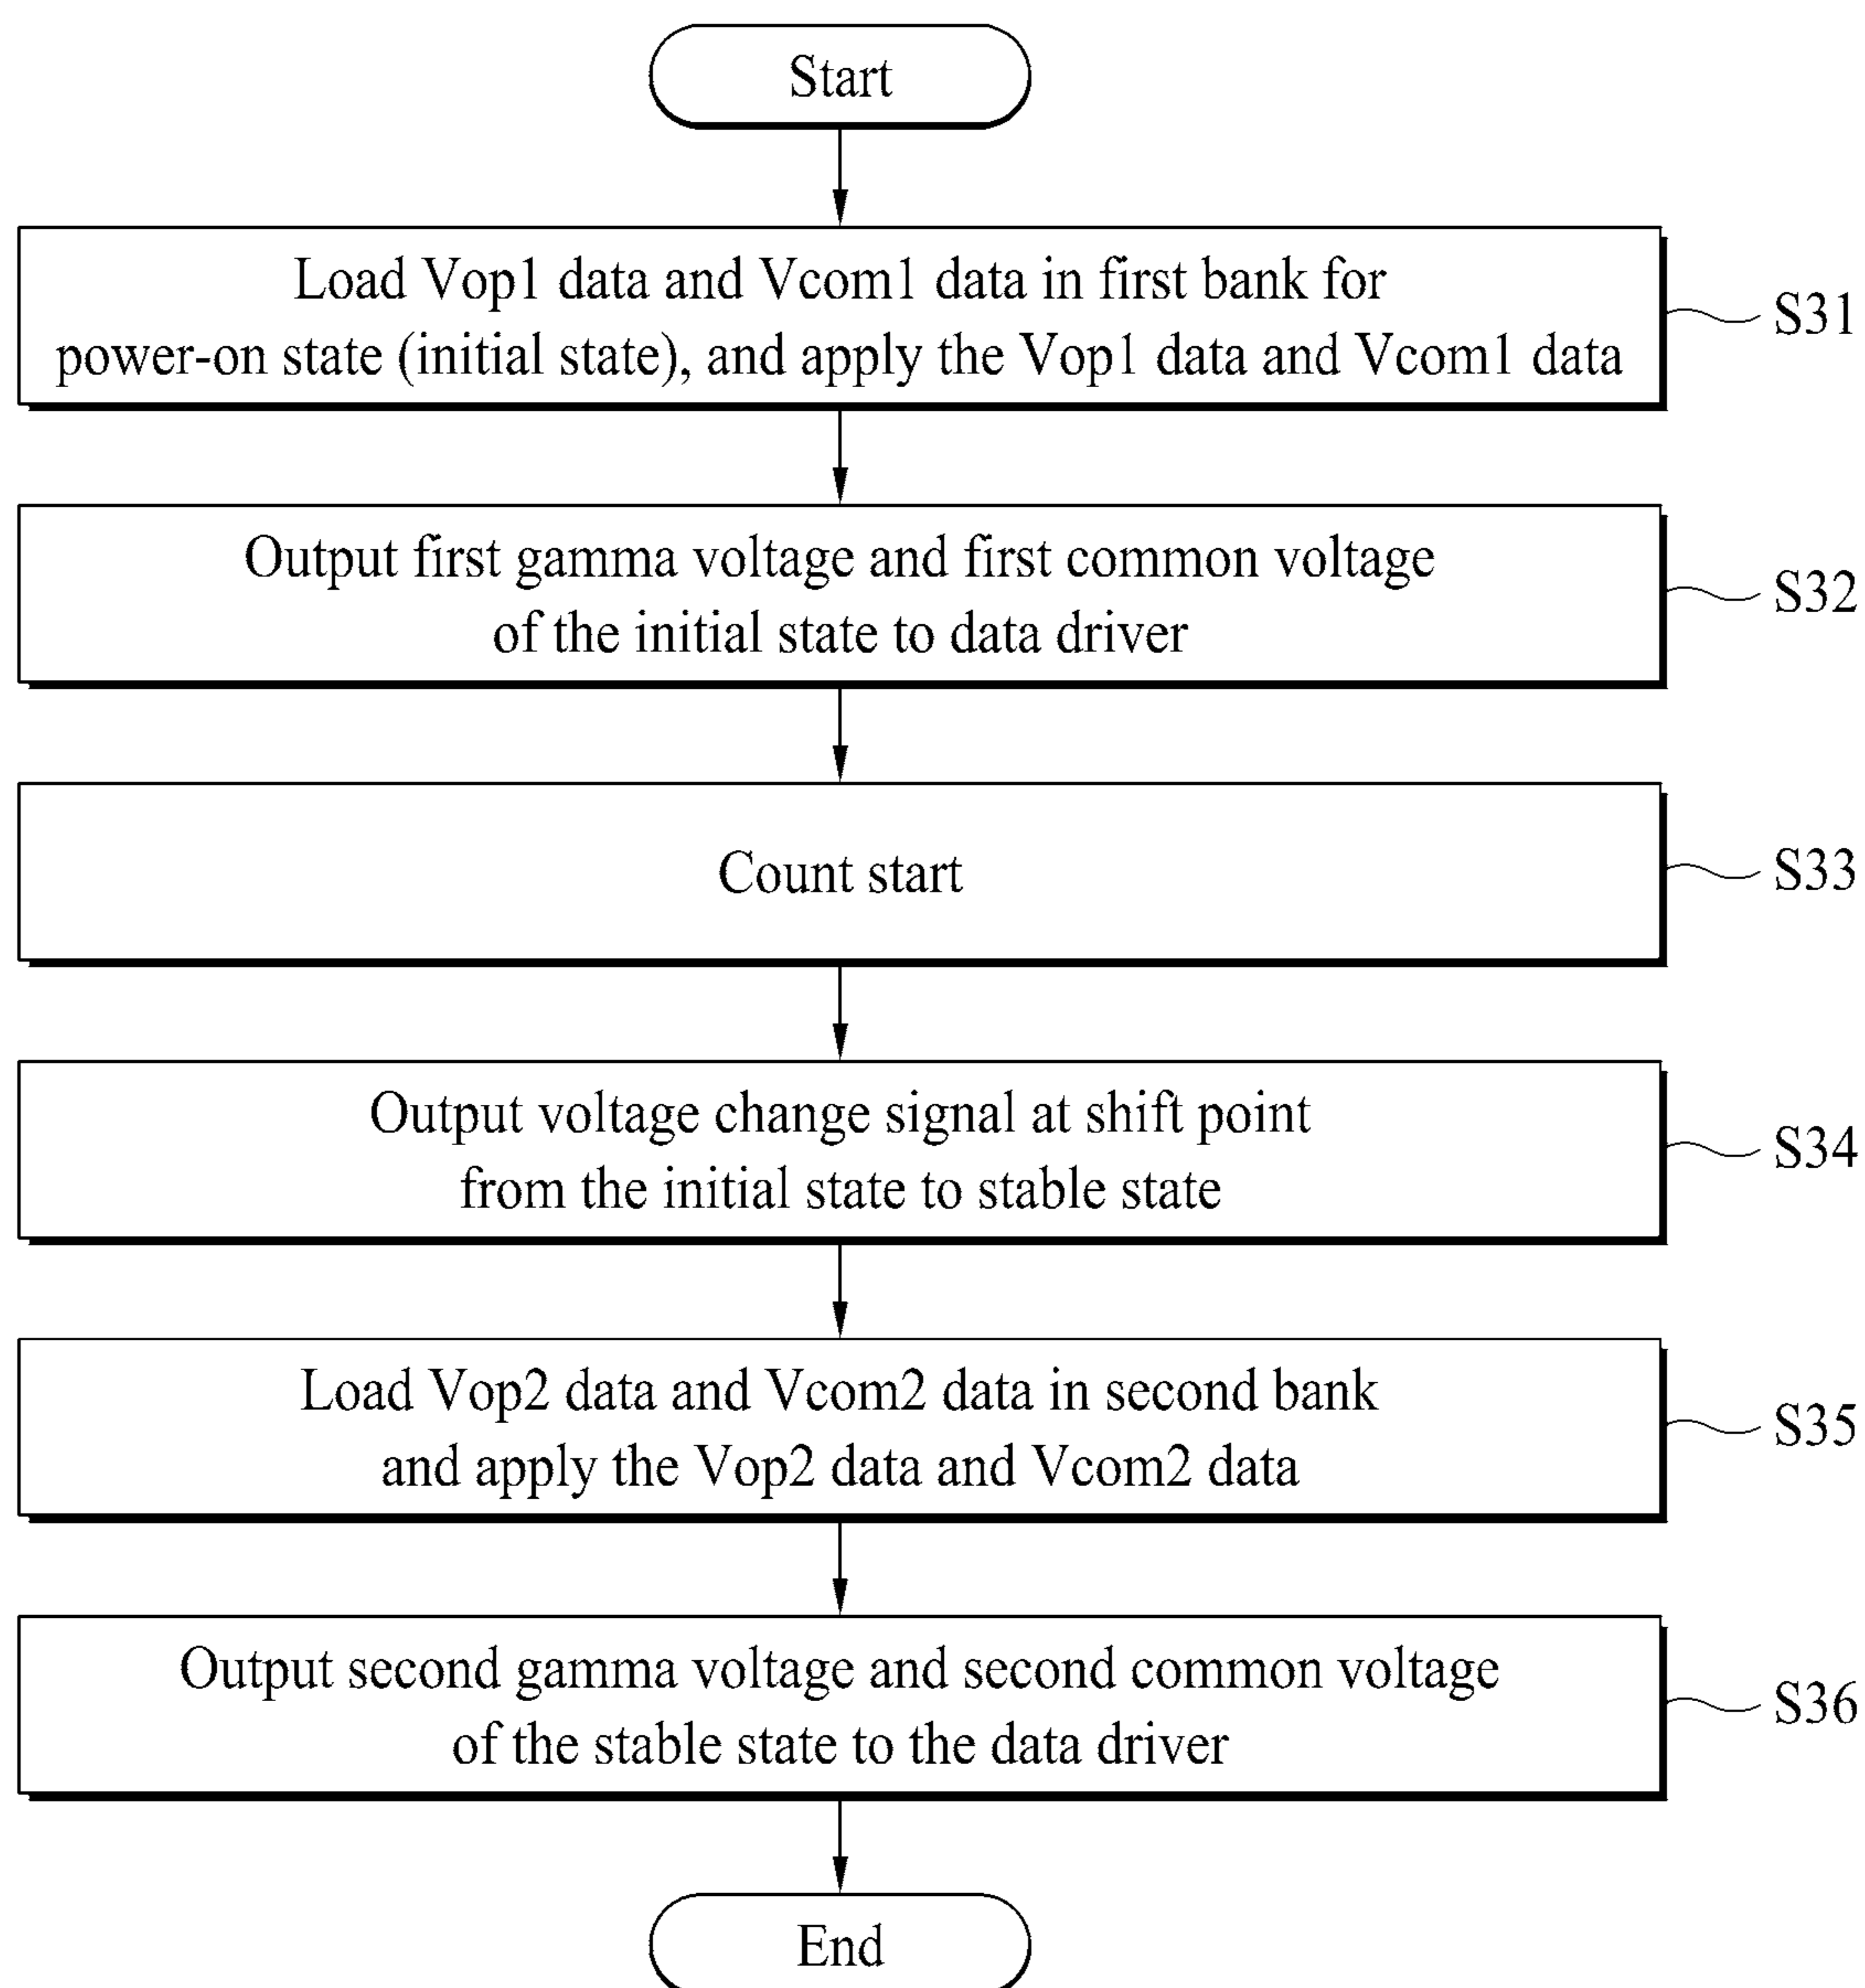 Start
Load Vop1 data and Vcom1 data in first bank for
power-on state (initial state), and apply the Vop1 data and Vcom1 data
S31
Output first gamma voltage and first common voltage
of the initial state to data driver
S32
Count start
S33
Output voltage change signal at shift point
from the initial state to stable state
S34
Load Vop2 data and Vcom2 data in second bank
and apply the Vop2 data and Vcom2 data
S35
Output second gamma voltage and second common voltage
of the stable state to the data driver
S36
End